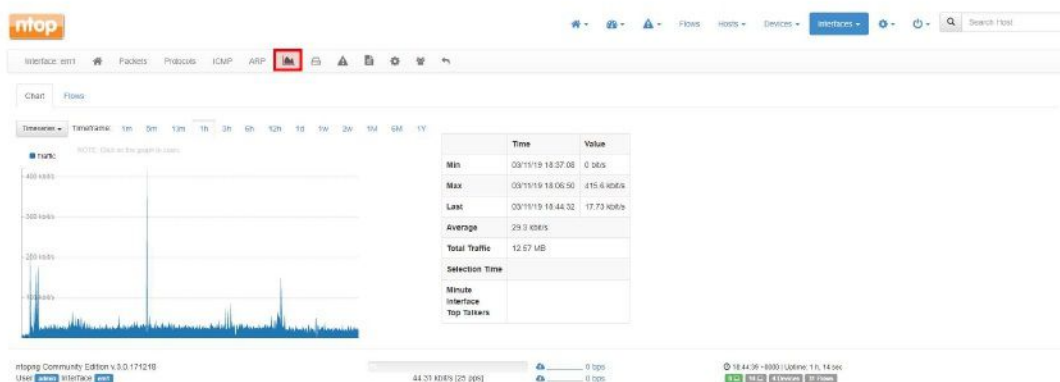 ntop
Flows Hosts Devices Interfaces Search Host
Interface: em1 Packets Protocols ICMP ARP
Chart Flows
Timeseries Timeframe: 1m 5m 10m 1h 3h 6h 12h 1d 1w 2w 1M 6M 1Y
Traffic
NOTE: Click on the graph to zoom.
400 kbit/s
300 kbit/s
200 kbit/s
100 kbit/s
Time Value
Min 03/11/19 18:37:08 0 bit/s
Max 03/11/19 18:06:50 415.6 kbit/s
Last 03/11/19 18:44:32 17.73 kbit/s
Average 29.3 kbit/s
Total Traffic 12.57 MB
Selection Time
Minute
Interface
Top Talkers
ntopng Community Edition v.3.0.171218
User admin Interface em1
44.31 kbit/s [25 pps]
0 bps
0 bps
18:44:39 +0000 | Uptime: 1 h, 14 sec
4 Devices Flows